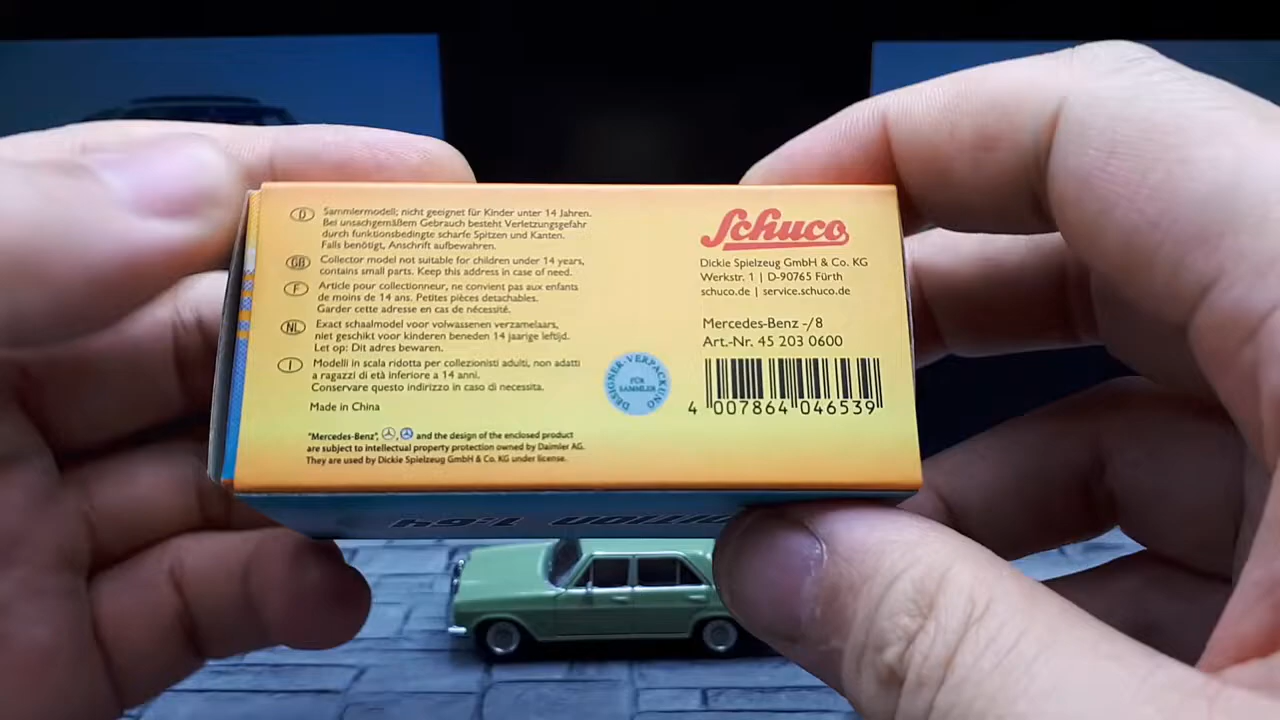 D
Sammlermodell; nicht geeignet für Kinder unter 14 Jahren.
Bei unsachgemäßem Gebrauch besteht Verletzungsgefahr
durch funktionsbedingte scharfe Spitzen und Kanten.
Falls benötigt, Anschrift aufbewahren.
GB
Collector model not suitable for children under 14 years,
contains small parts. Keep this address in case of need.
F
Article pour collectionneur, ne convient pas aux enfants
de moins de 14 ans. Petites pièces detachables.
Garder cette adresse en cas de nécessité.
NL
Exact schaalmodel voor volwassenen verzamelaars,
niet geschikt voor kinderen beneden 14 jaarige leftijd.
Let op: Dit adres bewaren.
I
Modelli in scala ridotta per collezionisti adulti, non adatti
a ragazzi di età inferiore a 14 anni.
Conservare questo indirizzo in caso di necessita.
Made in China
"Mercedes-Benz", , and the design of the enclosed product
are subject to intellectual property protection owned by Daimler AG.
They are used by Dickie Spielzeug GmbH & Co. KG under license.
DESIGNER-VERPACKUNG
FÜR
SAMMLER
Schuco
Dickie Spielzeug GmbH & Co. KG
Werkstr. 1 | D-90765 Fürth
schuco.de | service.schuco.de
Mercedes-Benz -/8
Art.-Nr. 45 203 0600
4 007864 046539
1:64